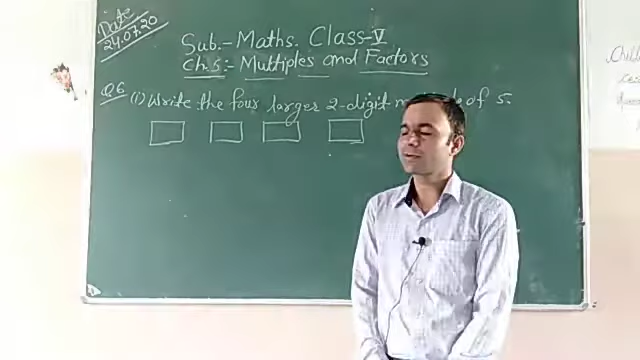 Date
24.07.20
Sub.- Maths. Class-V
Ch.5:- Multiples and Factors
Q6 (i) Write the four larger 2-digit of 5.